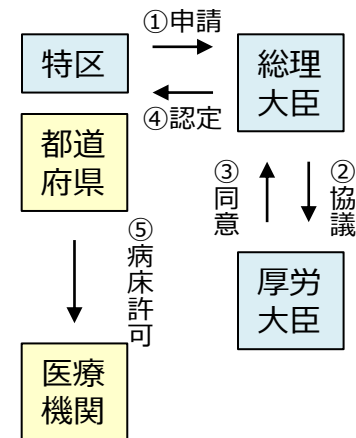 ①申請
特区
総理
大臣
④認定
都道
府県
③同意
②協議
⑤病床許可
厚労
大臣
医療
機関